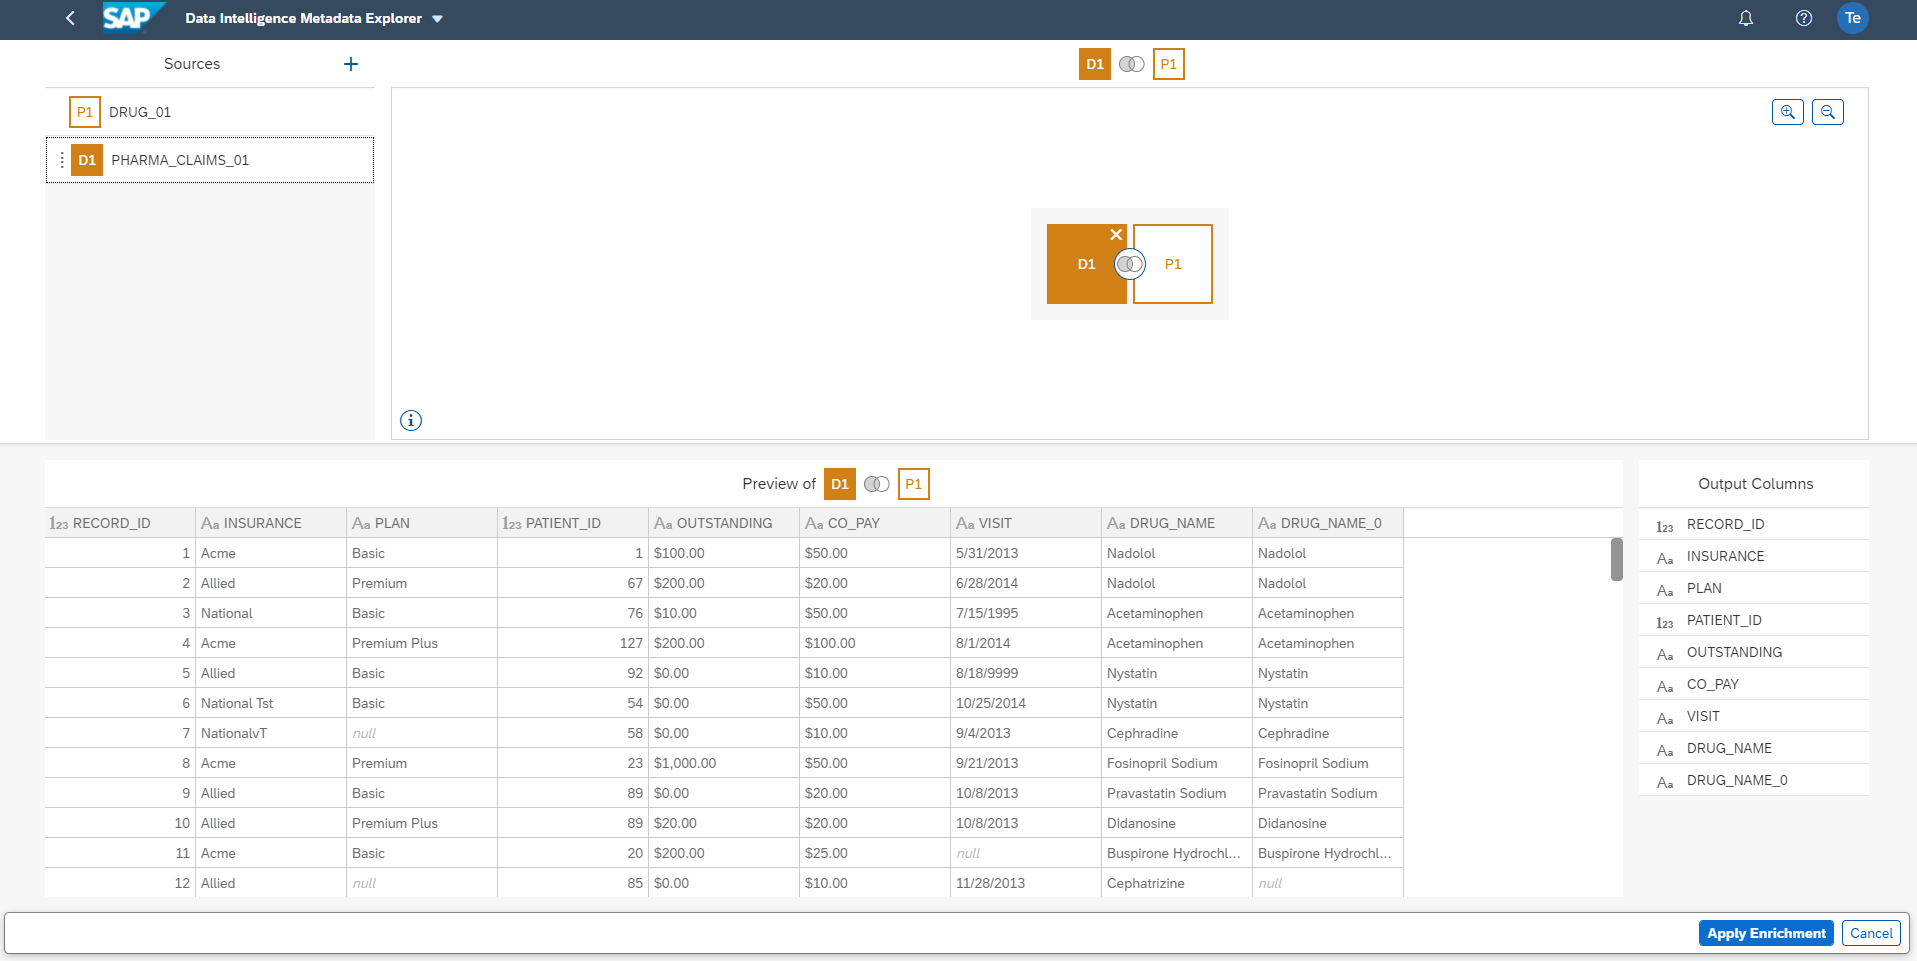 SAP Data Intelligence Metadata Explorer Te
Sources
D1 P1
P1 DRUG_01
D1 PHARMA_CLAIMS_01
D1 P1
Preview of D1 P1
Output Columns
123 RECORD_ID Aa INSURANCE Aa PLAN 123 PATIENT_ID Aa OUTSTANDING Aa CO_PAY Aa VISIT Aa DRUG_NAME Aa DRUG_NAME_0
1 Acme Basic 1 $100.00 $50.00 5/31/2013 Nadolol Nadolol
2 Allied Premium 67 $200.00 $20.00 6/28/2014 Nadolol Nadolol
3 National Basic 76 $10.00 $50.00 7/15/1995 Acetaminophen Acetaminophen
4 Acme Premium Plus 127 $200.00 $100.00 8/1/2014 Acetaminophen Acetaminophen
5 Allied Basic 92 $0.00 $10.00 8/18/9999 Nystatin Nystatin
6 National Tst Basic 54 $0.00 $50.00 10/25/2014 Nystatin Nystatin
7 NationalvT null 58 $0.00 $10.00 9/4/2013 Cephradine Cephradine
8 Acme Premium 23 $1,000.00 $50.00 9/21/2013 Fosinopril Sodium Fosinopril Sodium
9 Allied Basic 89 $0.00 $20.00 10/8/2013 Pravastatin Sodium Pravastatin Sodium
10 Allied Premium Plus 89 $20.00 $20.00 10/8/2013 Didanosine Didanosine
11 Acme Basic 20 $200.00 $25.00 null Buspirone Hydrochl... Buspirone Hydrochl...
12 Allied null 85 $0.00 $10.00 11/28/2013 Cephatrizine null
123 RECORD_ID
Aa INSURANCE
Aa PLAN
123 PATIENT_ID
Aa OUTSTANDING
Aa CO_PAY
Aa VISIT
Aa DRUG_NAME
Aa DRUG_NAME_0
Apply Enrichment Cancel